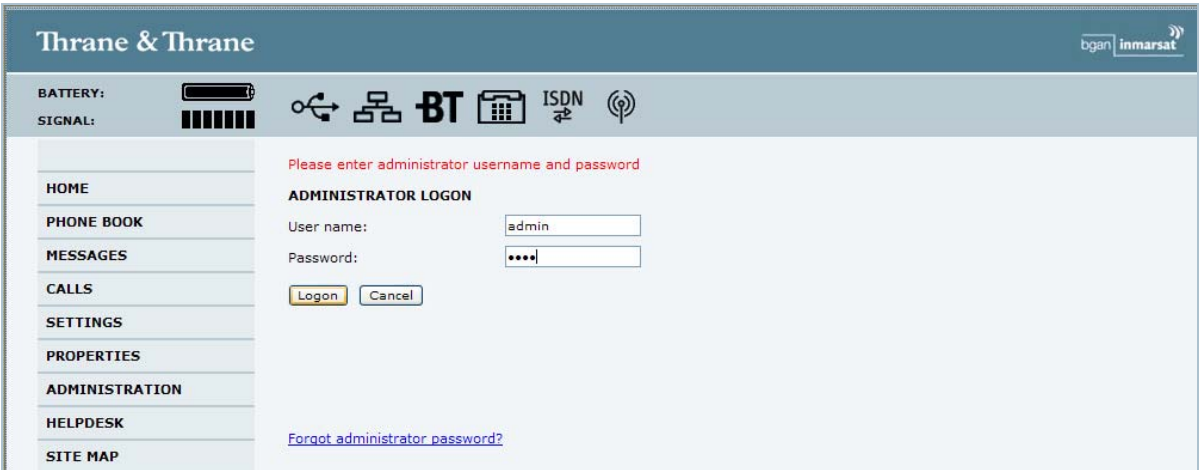 Thrane & Thrane
bgan inmarsat
BATTERY:
SIGNAL:
BT
ISDN
HOME
PHONE BOOK
MESSAGES
CALLS
SETTINGS
PROPERTIES
ADMINISTRATION
HELPDESK
SITE MAP
Please enter administrator username and password
ADMINISTRATOR LOGON
User name: admin
Password: ••••
Logon Cancel
Forgot administrator password?